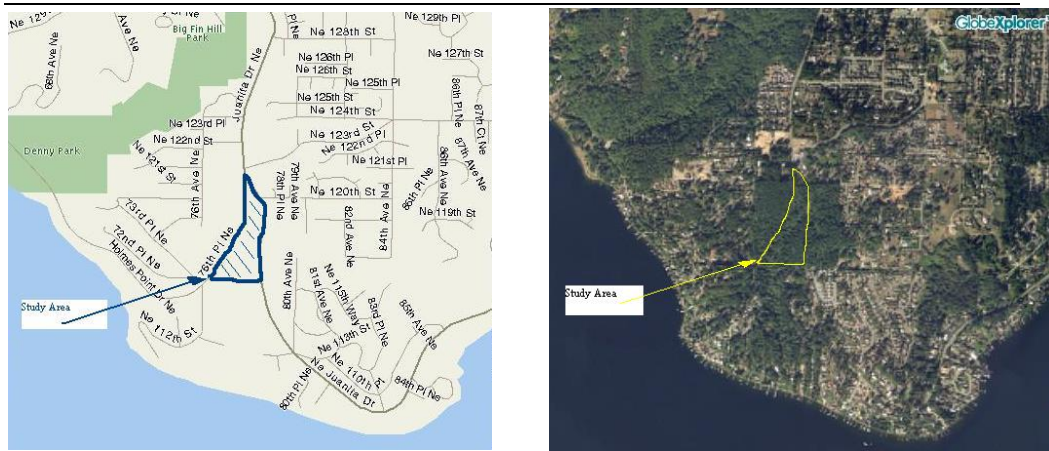 Big Fin Hill
Park
Ne 128th St
Ne 129th Pl
Ne 127th St
Ne 126th Pl
Ne 126th St
Ne 125th Pl
Ne 125th St
Ne 124th St
Ne 123rd St
Ne 122nd Pl
Ne 121st Pl
Ne 123rd Pl
Ne 122nd St
Ne 121st St
Denny Park
68th Ave Ne
Juanita Dr Ne
86th Pl Ne
87th Ct Ne
87th Ave Ne
86th Ave Ne
86th Pl Ne
Ne 120th St
Ne 119th St
79th Ave Ne
78th Pl Ne
82nd Ave Ne
84th Ave Ne
76th Ave Ne
73rd Pl Ne
72nd Pl Ne
Holmes Point Dr Ne
75th Pl Ne
Ne 112th St
80th Ave Ne
81st Ave Ne
Ne 115th Way
83rd Pl Ne
85th Ave Ne
Ne 113th St
Ne 110th Pl
Ne Juanita Dr
80th Pl Ne
84th Pl Ne
Study Area
GlobeXplorer
Study Area